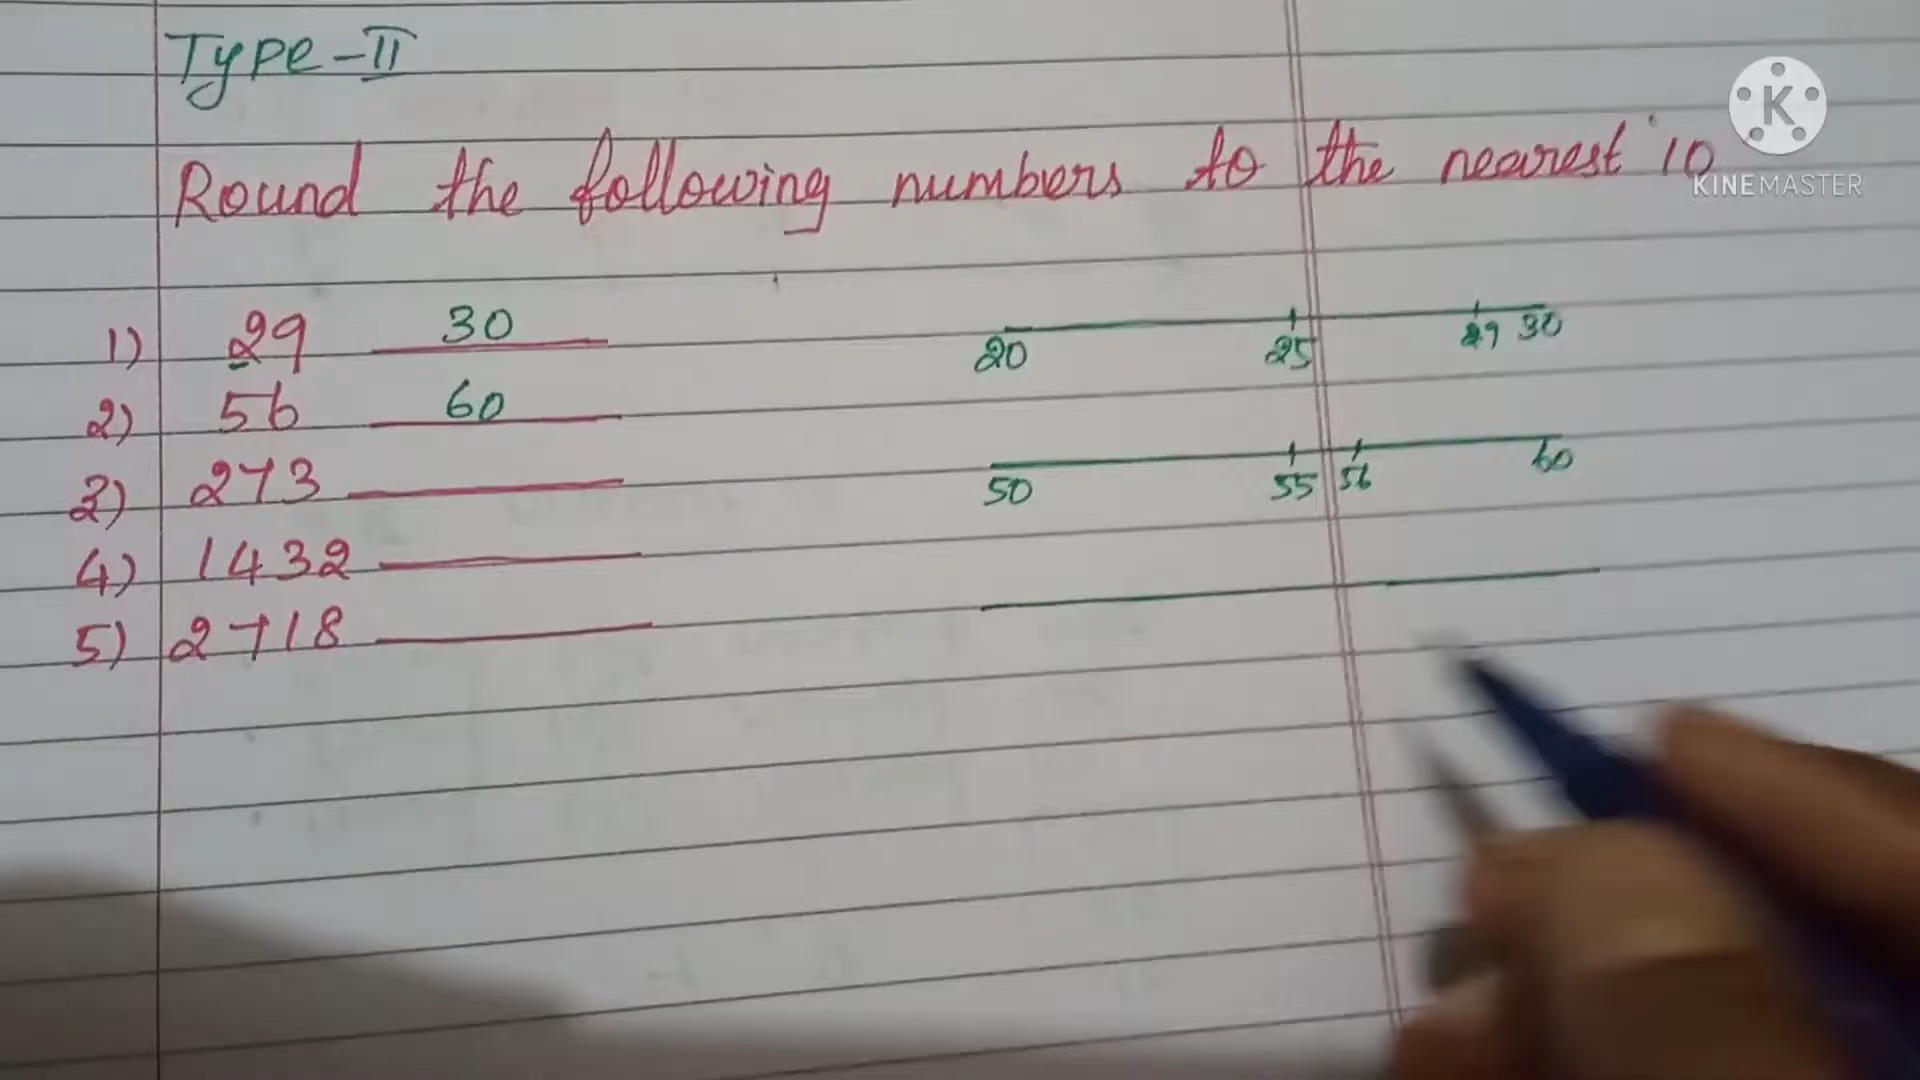 Type-II
Round the following numbers to the nearest 10
K
KINEMASTER
1) 29 30
20 25 29 30
2) 56 60
50 55 56 60
3) 273
4) 1432
5) 2718